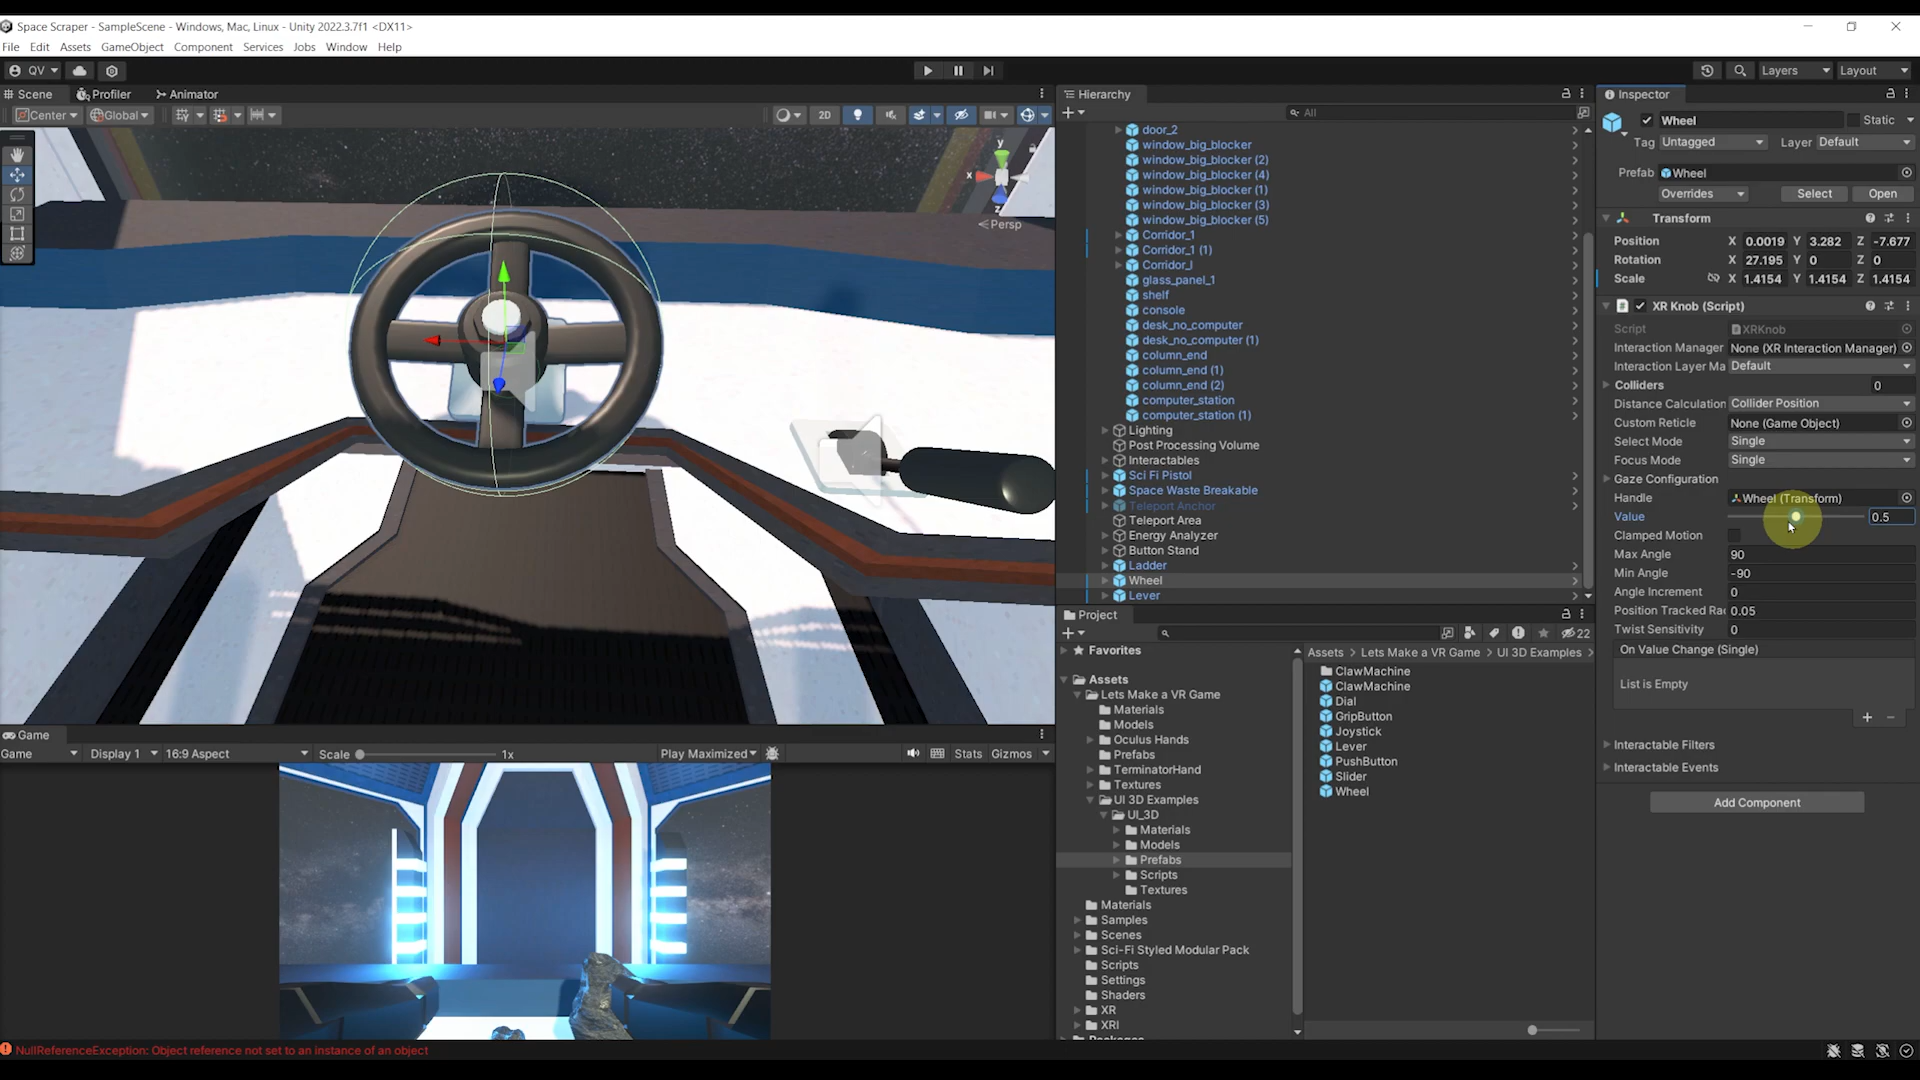 Space Scraper - SampleScene - Windows, Mac, Linux - Unity 2022.3.7f1 <DX11>
File Edit Assets GameObject Component Services Jobs Window Help
QV
Layers Layout
Scene Profiler Animator
Center Global 2D
y
x
z
Persp
Game
Game Display 1 16:9 Aspect Scale 1x Play Maximized Stats Gizmos
NullReferenceException: Object reference not set to an instance of an object
Hierarchy
All
door_2
window_big_blocker
window_big_blocker (2)
window_big_blocker (4)
window_big_blocker (1)
window_big_blocker (3)
window_big_blocker (5)
Corridor_1
Corridor_1 (1)
Corridor_I
glass_panel_1
shelf
console
desk_no_computer
desk_no_computer (1)
column_end
column_end (1)
column_end (2)
computer_station
computer_station (1)
Lighting
Post Processing Volume
Interactables
Sci Fi Pistol
Space Waste Breakable
Teleport Anchor
Teleport Area
Energy Analyzer
Button Stand
Ladder
Wheel
Lever
Project
22
Favorites
Assets
Lets Make a VR Game
Materials
Models
Oculus Hands
Prefabs
TerminatorHand
Textures
UI 3D Examples
UI_3D
Materials
Models
Prefabs
Scripts
Textures
Materials
Samples
Scenes
Sci-Fi Styled Modular Pack
Scripts
Settings
Shaders
XR
XRI
Assets > Lets Make a VR Game > UI 3D Examples >
ClawMachine
ClawMachine
Dial
GripButton
Joystick
Lever
PushButton
Slider
Wheel
Inspector
Wheel Static
Tag Untagged Layer Default
Prefab Wheel
Overrides Select Open
Transform
Position X 0.0019 Y 3.282 Z -7.677
Rotation X 27.195 Y 0 Z 0
Scale X 1.4154 Y 1.4154 Z 1.4154
XR Knob (Script)
Script XRKnob
Interaction Manager None (XR Interaction Manager)
Interaction Layer Ma Default
Colliders 0
Distance Calculation Collider Position
Custom Reticle None (Game Object)
Select Mode Single
Focus Mode Single
Gaze Configuration
Handle Wheel (Transform)
Value 0.5
Clamped Motion
Max Angle 90
Min Angle -90
Angle Increment 0
Position Tracked Rad 0.05
Twist Sensitivity 0
On Value Change (Single)
List is Empty
+ -
Interactable Filters
Interactable Events
Add Component